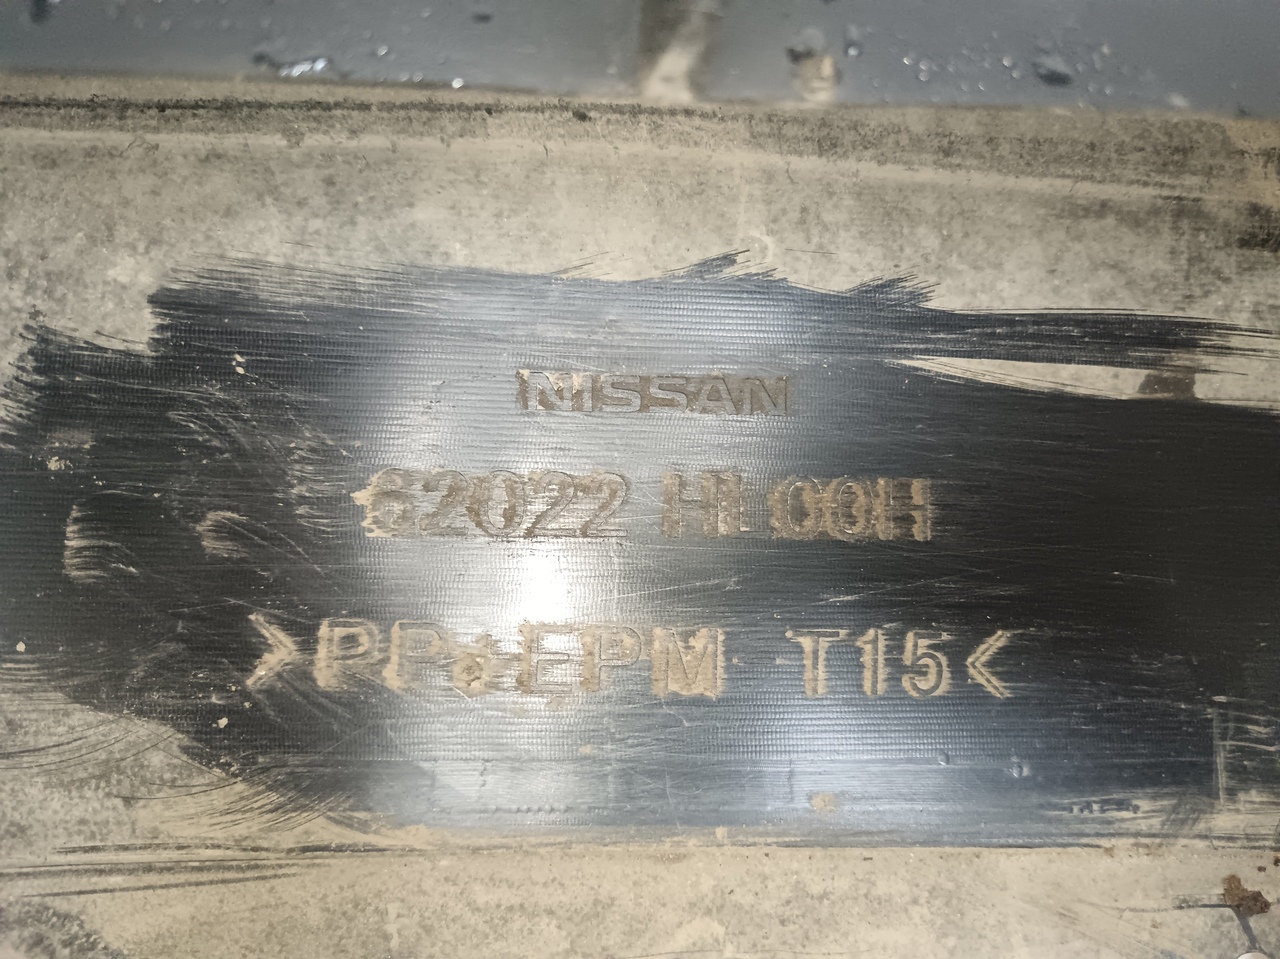 NISSAN
62022 HL00H
>PP+EPM-T15<